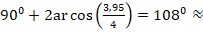 90⁰ + 2arcos(3,95/4) = 108⁰ ≈